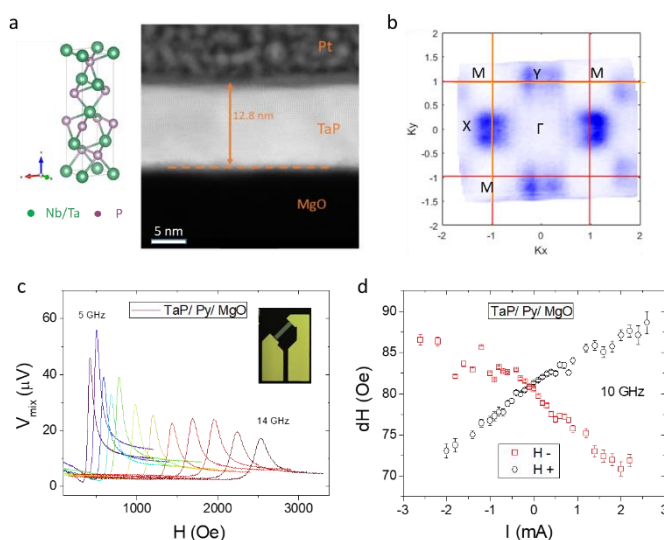 a
Pt
12.8 nm
TaP
MgO
5 nm
Nb/Ta P
b
2
1.5
1
0.5
0
-0.5
-1
-1.5
-2
Ky
M Y M
X Γ
M
-2 -1 0 1 2
Kx
c
TaP/ Py/ MgO
5 GHz
14 GHz
60
40
20
0
V mix (μV)
0 1000 2000 3000
H (Oe)
d
TaP/ Py/ MgO
10 GHz
H -
H +
90
85
80
75
70
dH (Oe)
-3 -2 -1 0 1 2 3
I (mA)